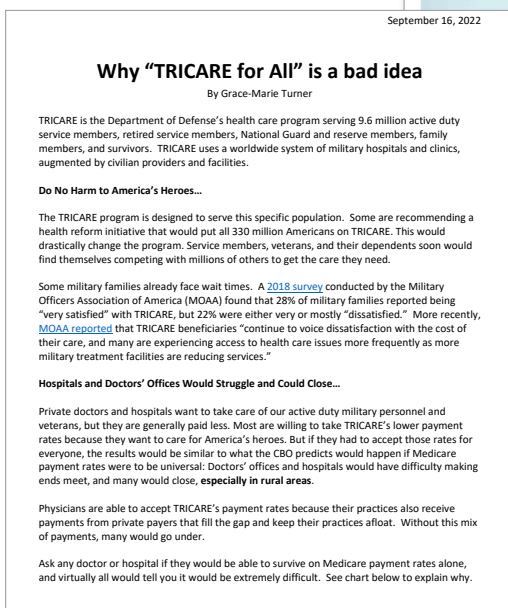 September 16, 2022
Why “TRICARE for All” is a bad idea
By Grace-Marie Turner
TRICARE is the Department of Defense’s health care program serving 9.6 million active duty
service members, retired service members, National Guard and reserve members, family
members, and survivors.  TRICARE uses a worldwide system of military hospitals and clinics,
augmented by civilian providers and facilities.
Do No Harm to America’s Heroes…
The TRICARE program is designed to serve this specific population.  Some are recommending a
health reform initiative that would put all 330 million Americans on TRICARE. This would
drastically change the program. Service members, veterans, and their dependents soon would
find themselves competing with millions of others to get the care they need.
Some military families already face wait times.  A 2018 survey conducted by the Military
Officers Association of America (MOAA) found that 28% of military families reported being
“very satisfied” with TRICARE, but 22% were either very or mostly “dissatisfied.”  More recently,
MOAA reported that TRICARE beneficiaries “continue to voice dissatisfaction with the cost of
their care, and many are experiencing access to health care issues more frequently as more
military treatment facilities are reducing services.”
Hospitals and Doctors’ Offices Would Struggle and Could Close…
Private doctors and hospitals want to take care of our active duty military personnel and
veterans, but they are generally paid less. Most are willing to take TRICARE’s lower payment
rates because they want to care for America’s heroes. But if they had to accept those rates for
everyone, the results would be similar to what the CBO predicts would happen if Medicare
payment rates were to be universal: Doctors’ offices and hospitals would have difficulty making
ends meet, and many would close, especially in rural areas.
Physicians are able to accept TRICARE’s payment rates because their practices also receive
payments from private payers that fill the gap and keep their practices afloat.  Without this mix
of payments, many would go under.
Ask any doctor or hospital if they would be able to survive on Medicare payment rates alone,
and virtually all would tell you it would be extremely difficult.  See chart below to explain why.